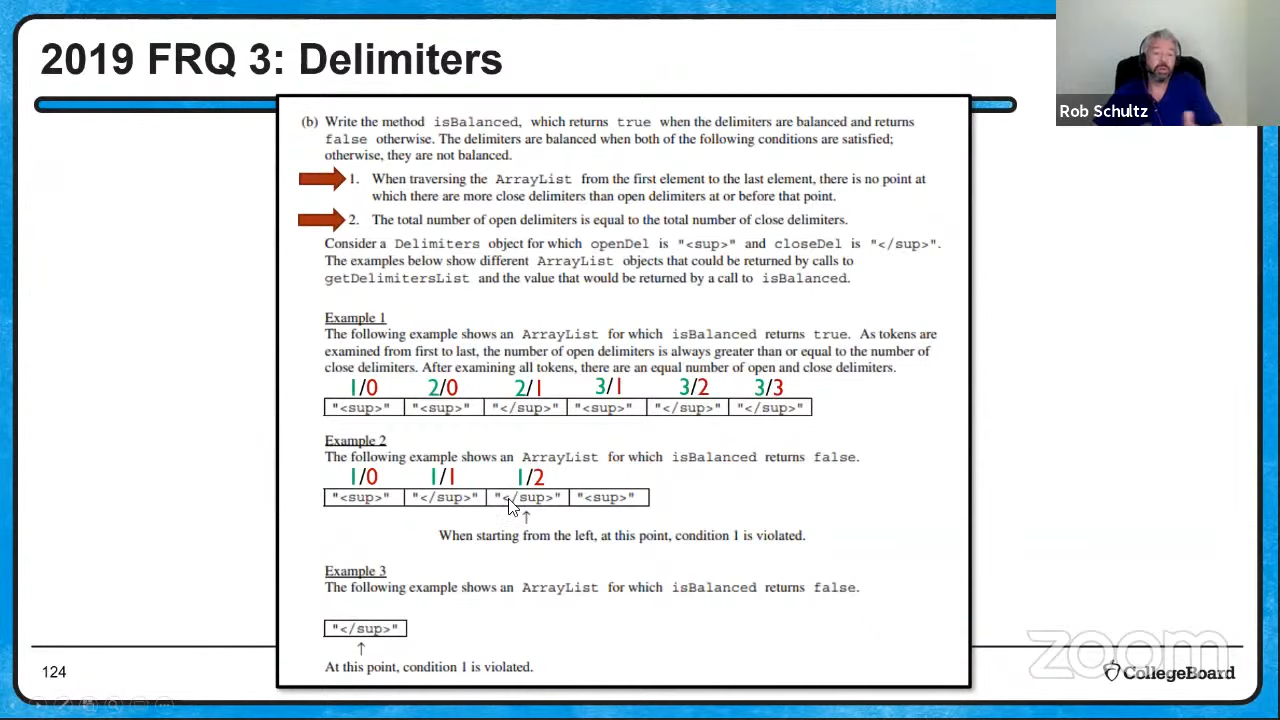 2019 FRQ 3: Delimiters
Rob Schultz
(b) Write the method isBalanced, which returns true when the delimiters are balanced and returns
false otherwise. The delimiters are balanced when both of the following conditions are satisfied;
otherwise, they are not balanced.
1. When traversing the ArrayList from the first element to the last element, there is no point at
which there are more close delimiters than open delimiters at or before that point.
2. The total number of open delimiters is equal to the total number of close delimiters.
Consider a Delimiters object for which openDel is "<sup>" and closeDel is "</sup>".
The examples below show different ArrayList objects that could be returned by calls to
getDelimitersList and the value that would be returned by a call to isBalanced.
Example 1
The following example shows an ArrayList for which isBalanced returns true. As tokens are
examined from first to last, the number of open delimiters is always greater than or equal to the number of
close delimiters. After examining all tokens, there are an equal number of open and close delimiters.
1/0 2/0 2/1 3/1 3/2 3/3
"<sup>" "<sup>" "</sup>" "<sup>" "</sup>" "</sup>"
Example 2
The following example shows an ArrayList for which isBalanced returns false.
1/0 1/1 1/2
"<sup>" "</sup>" "</sup>" "<sup>"
When starting from the left, at this point, condition 1 is violated.
Example 3
The following example shows an ArrayList for which isBalanced returns false.
"</sup>"
At this point, condition 1 is violated.
124
zoom
CollegeBoard